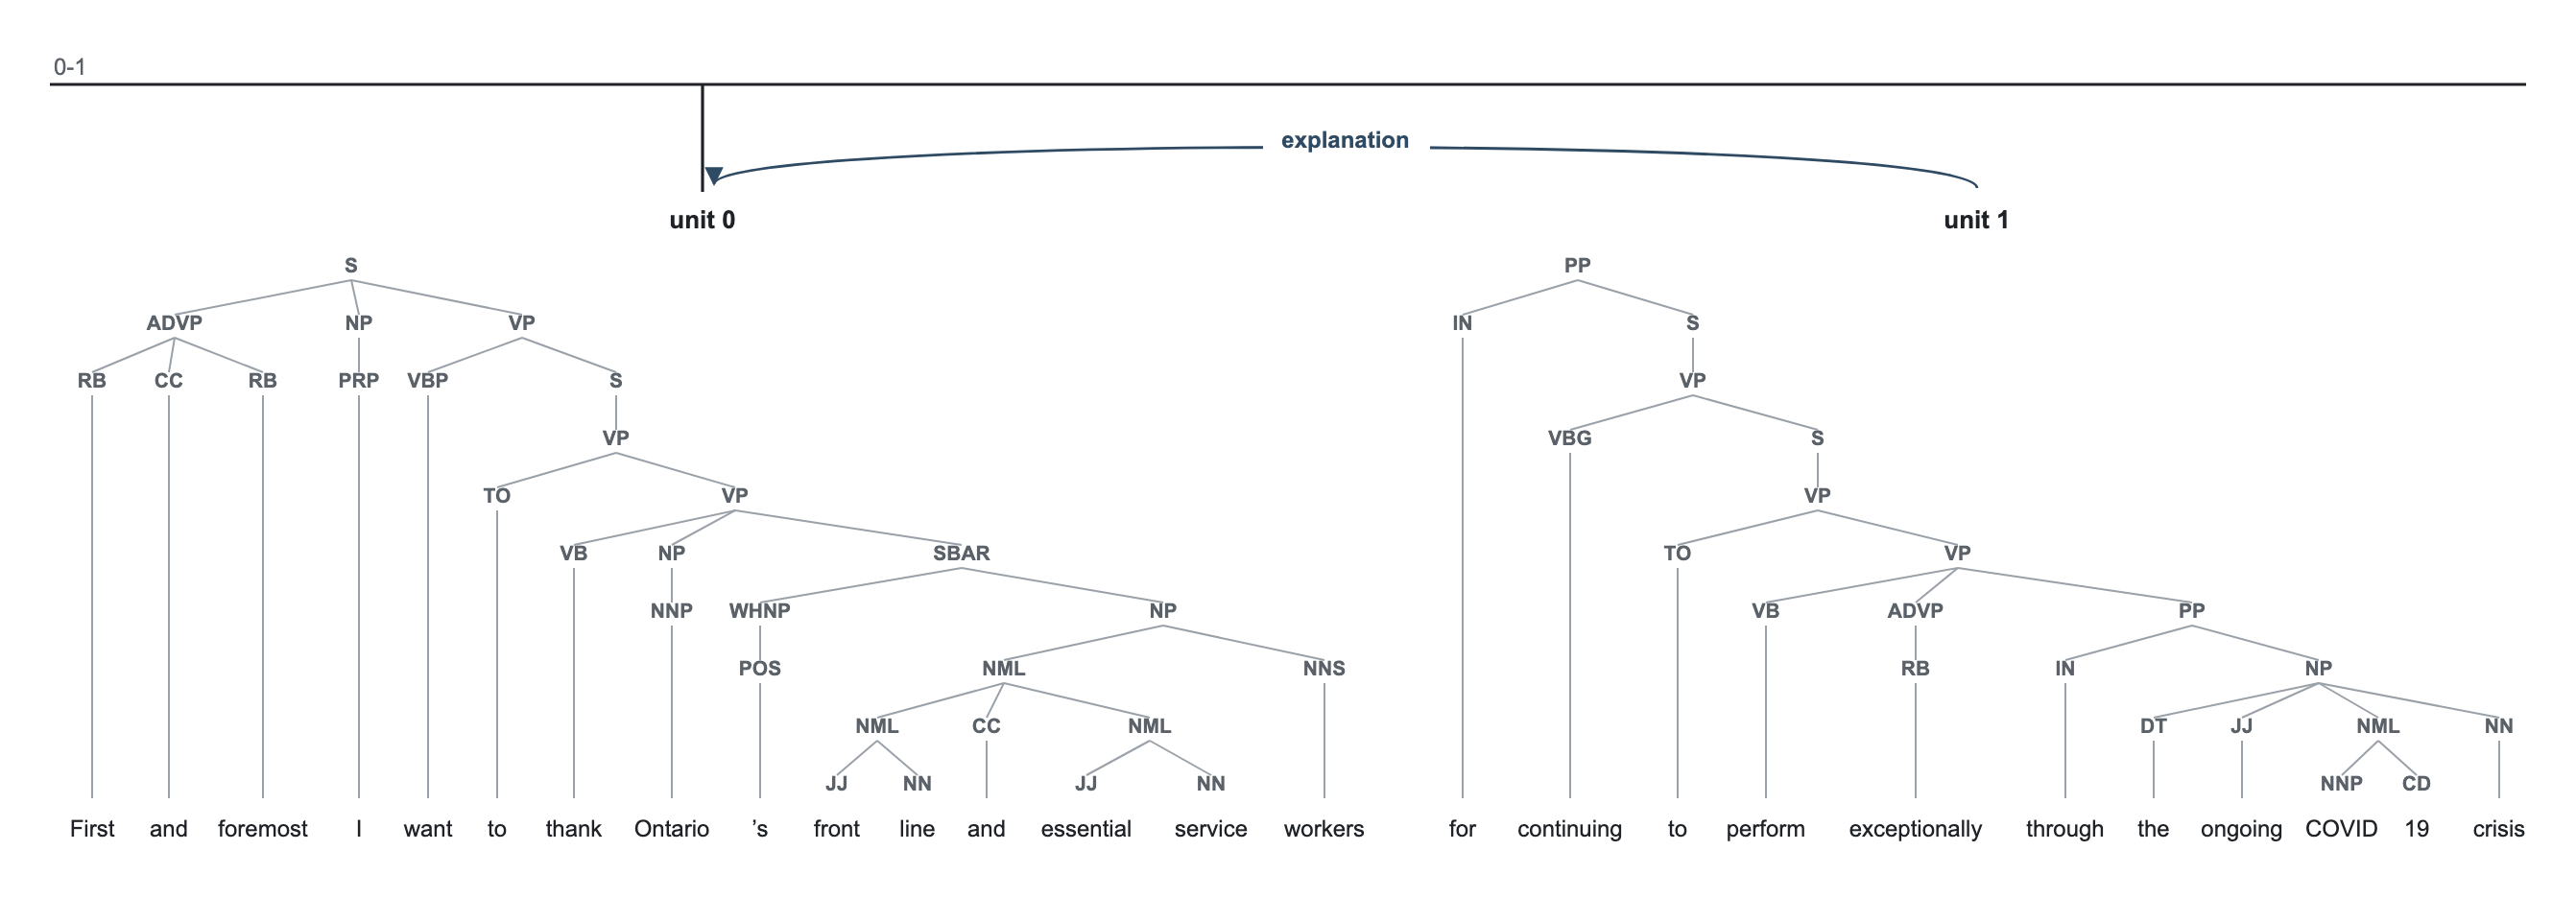 0-1
explanation
unit 0 unit 1
S PP
ADVP NP VP IN S
RB CC RB PRP VBP S VP
VP VBG S
TO VP VP
VB NP SBAR TO VP
NNP WHNP NP VB ADVP PP
POS NML NNS RB IN NP
NML CC NML DT JJ NML NN
JJ NN JJ NN NNP CD
First and foremost I want to thank Ontario ’s front line and essential service workers for continuing to perform exceptionally through the ongoing COVID 19 crisis